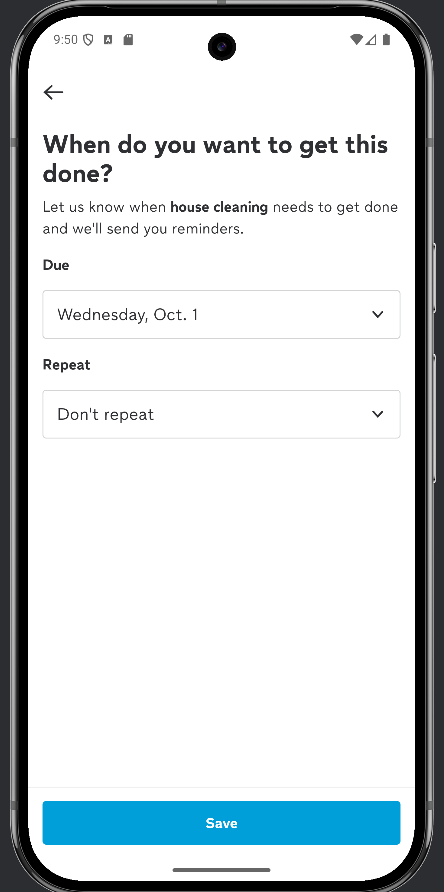 9:50
When do you want to get this
done?
Let us know when house cleaning needs to get done
and we'll send you reminders.
Due
Wednesday, Oct. 1
Repeat
Don't repeat
Save